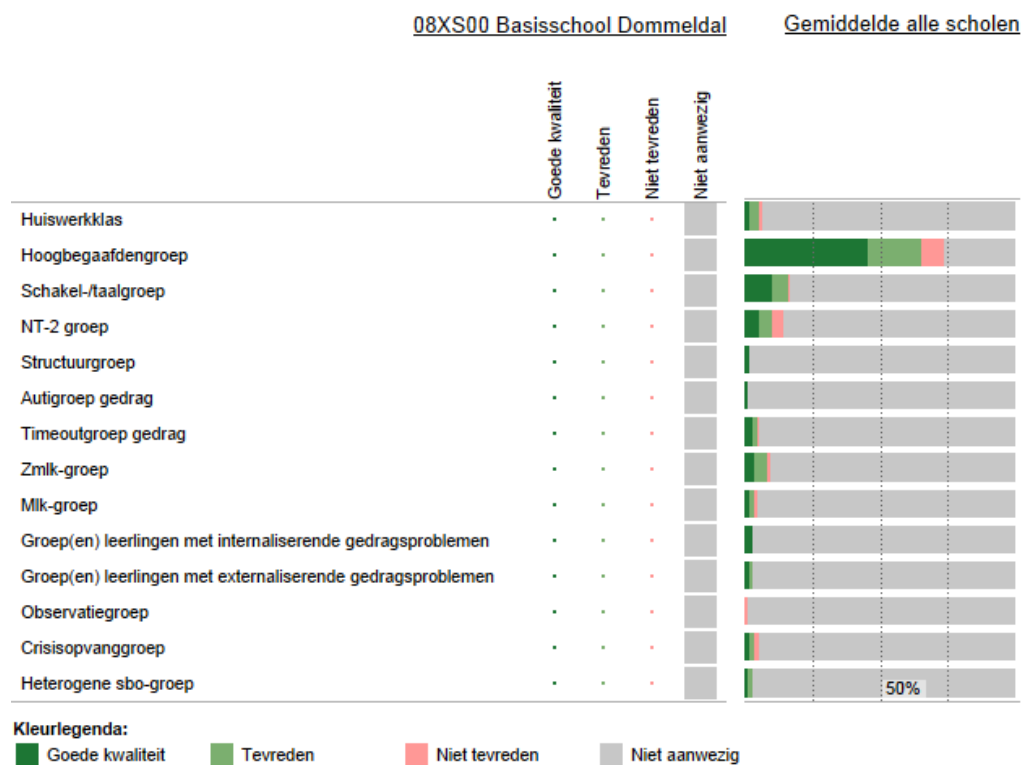 08XS00 Basisschool Dommeldal
Gemiddelde alle scholen
Goede kwaliteit
Tevreden
Niet tevreden
Niet aanwezig
Huiswerkklas
Hoogbegaafdengroep
Schakel-/taalgroep
NT-2 groep
Structuurgroep
Autigroep gedrag
Timeoutgroep gedrag
Zmlk-groep
Mlk-groep
Groep(en) leerlingen met internaliserende gedragsproblemen
Groep(en) leerlingen met externaliserende gedragsproblemen
Observatiegroep
Crisisopvanggroep
Heterogene sbo-groep
50%
Kleurlegenda:
Goede kwaliteit Tevreden Niet tevreden Niet aanwezig